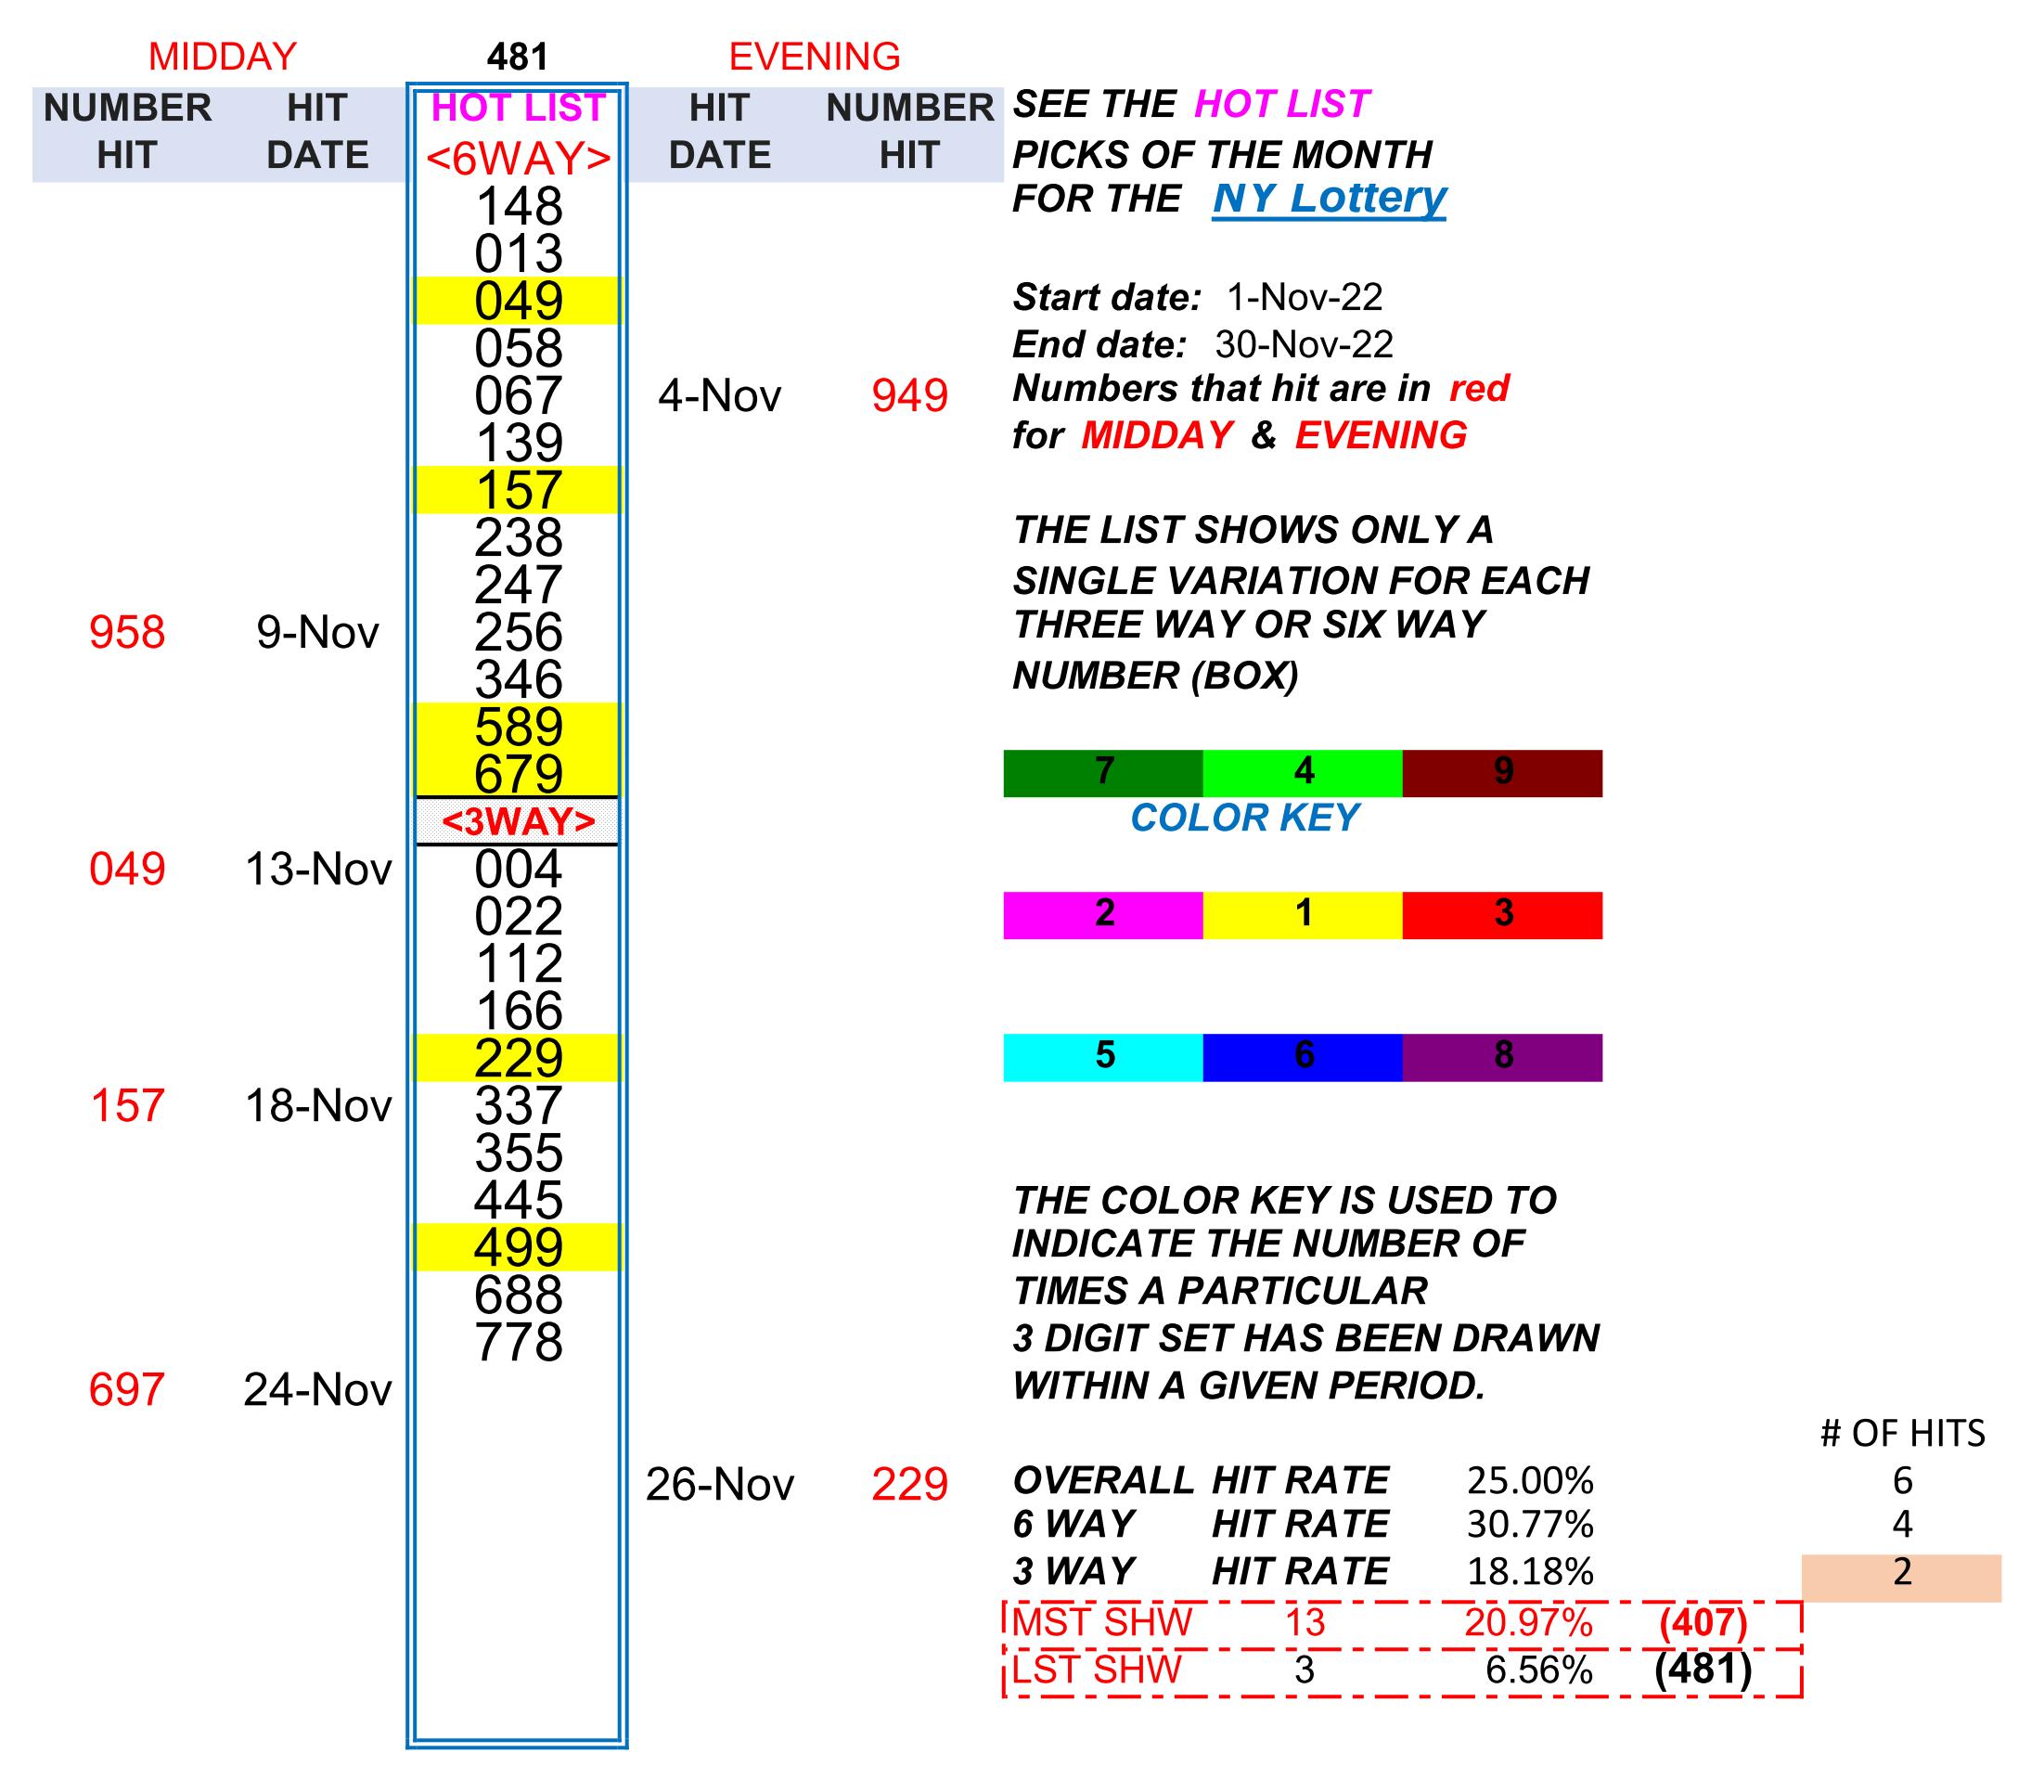 MIDDAY 481 EVENING
NUMBER HIT HOT LIST HIT NUMBER SEE THE HOT LIST
HIT DATE <6WAY> DATE HIT PICKS OF THE MONTH
148 FOR THE NY Lottery
013
049 Start date: 1-Nov-22
058 End date: 30-Nov-22
067 4-Nov 949 Numbers that hit are in red
139 for MIDDAY & EVENING
157
238 THE LIST SHOWS ONLY A
247 SINGLE VARIATION FOR EACH
958 9-Nov 256 THREE WAY OR SIX WAY
346 NUMBER (BOX)
589
679 7 4 9
<3WAY> COLOR KEY
049 13-Nov 004
022 2 1 3
112
166
229 5 6 8
157 18-Nov 337
355
445 THE COLOR KEY IS USED TO
499 INDICATE THE NUMBER OF
688 TIMES A PARTICULAR
778 3 DIGIT SET HAS BEEN DRAWN
697 24-Nov WITHIN A GIVEN PERIOD.
# OF HITS
26-Nov 229 OVERALL HIT RATE 25.00% 6
6 WAY HIT RATE 30.77% 4
3 WAY HIT RATE 18.18% 2
MST SHW 13 20.97% (407)
LST SHW 3 6.56% (481)